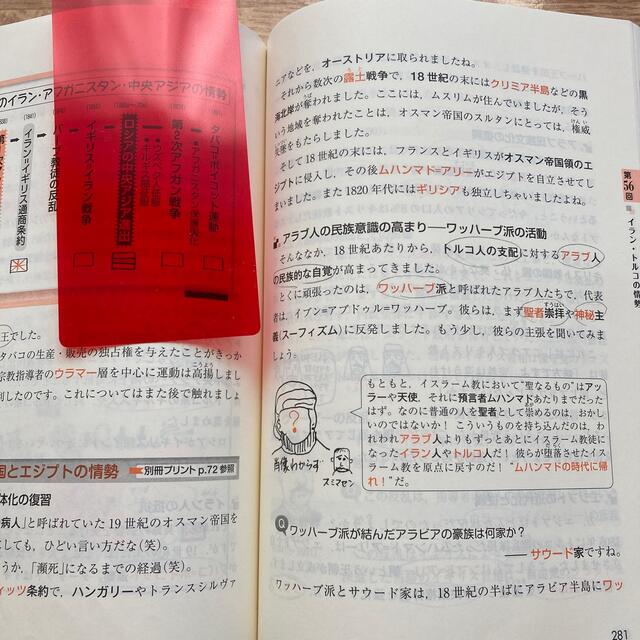 のイラン・アフガニスタン・中央アジアの情勢
タバコ=ボイコット運動
第2次アフガン戦争
ロシアの中央アジア進出
イギリス=イラン戦争
バーブ教徒の反乱
イラン=イギリス通商条約
王でした。
タバコの生産・販売の独占権を与えたことがきっか
宗教指導者のウラマー層を中心に運動は高揚しまし
利したのです。これについてはまた後で触れましょ
国とエジプトの情勢 別冊プリント p.72 参照
体化の復習
病人」と呼ばれていた 19 世紀のオスマン帝国を
にしても、ひどい言い方だな(笑)。
うか、「瀕死」になるまでの経過(笑)。
ィッツ条約で、ハンガリーやトランシルヴァ
ニアなどを、オーストリアに取られましたね。
それから数次の露土戦争で、18 世紀の末にはクリミア半島などの黒
海北岸が奪われました。ここには、ムスリムが住んでいましたが、そう
いう地域を奪われたことは、オスマン帝国のスルタンにとっては、権威
失墜をもたらしました。
そして 18 世紀の末には、フランスとイギリスがオスマン帝国領のエ
ジプトに侵入し、その後ムハンマド=アリーがエジプトを自立させてし
まいました。また 1820 年代にはギリシアも独立しちゃいましたよね。
アラブ人の民族意識の高まり──ワッハーブ派の活動
そんななか、18 世紀あたりから、トルコ人の支配に対するアラブ人
の民族的な自覚が高まってきました。
とくに頑張ったのは、ワッハーブ派と呼ばれたアラブ人たちで、代表
者は、イブン=アブドゥル=ワッハーブ。彼らは、まず聖者崇拝や神秘主
義(スーフィズム)に反発しました。もう少し、彼らの主張を聞いてみま
しょう。
もともと、イスラーム教において“聖なるもの”はアッ
ラーや天使、それに預言者ムハンマドあたりまでだった
はず。なのに普通の人を聖者として崇めるのは、おかし
いのではないか! こういうものを持ち込んだのは、わ
れわれアラブ人よりもずっとあとにイスラーム教徒に
なったイラン人やトルコ人だ! 彼らが堕落させたイス
ラーム教を原点に戻すのだ! “ムハンマドの時代に帰
れ!”だ!
?
肖像わからず
スミマセン
Q ワッハーブ派が結んだアラビアの豪族は何家か?
── サウード家ですね。
ワッハーブ派とサウード家は、18 世紀の半ばにアラビア半島にワッ
第56回 イラン・トルコの情勢
281